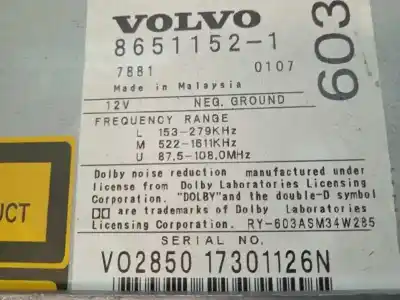 VOLVO
603
8651152-1
7881 0107
Made in Malaysia
12V NEG. GROUND
FREQUENCY RANGE
L 153-279KHz
M 522-1611KHz
U 87.5-108.0MHz
Dolby noise reduction manufactured under
license from Dolby Laboratories Licensing
Corporation. "DOLBY" and the double-D symbol
are trademarks of Dolby Laboratories
Licensing Corporation. RY-603ASM34W285
UCT
SERIAL NO.
VO2850 17301126N